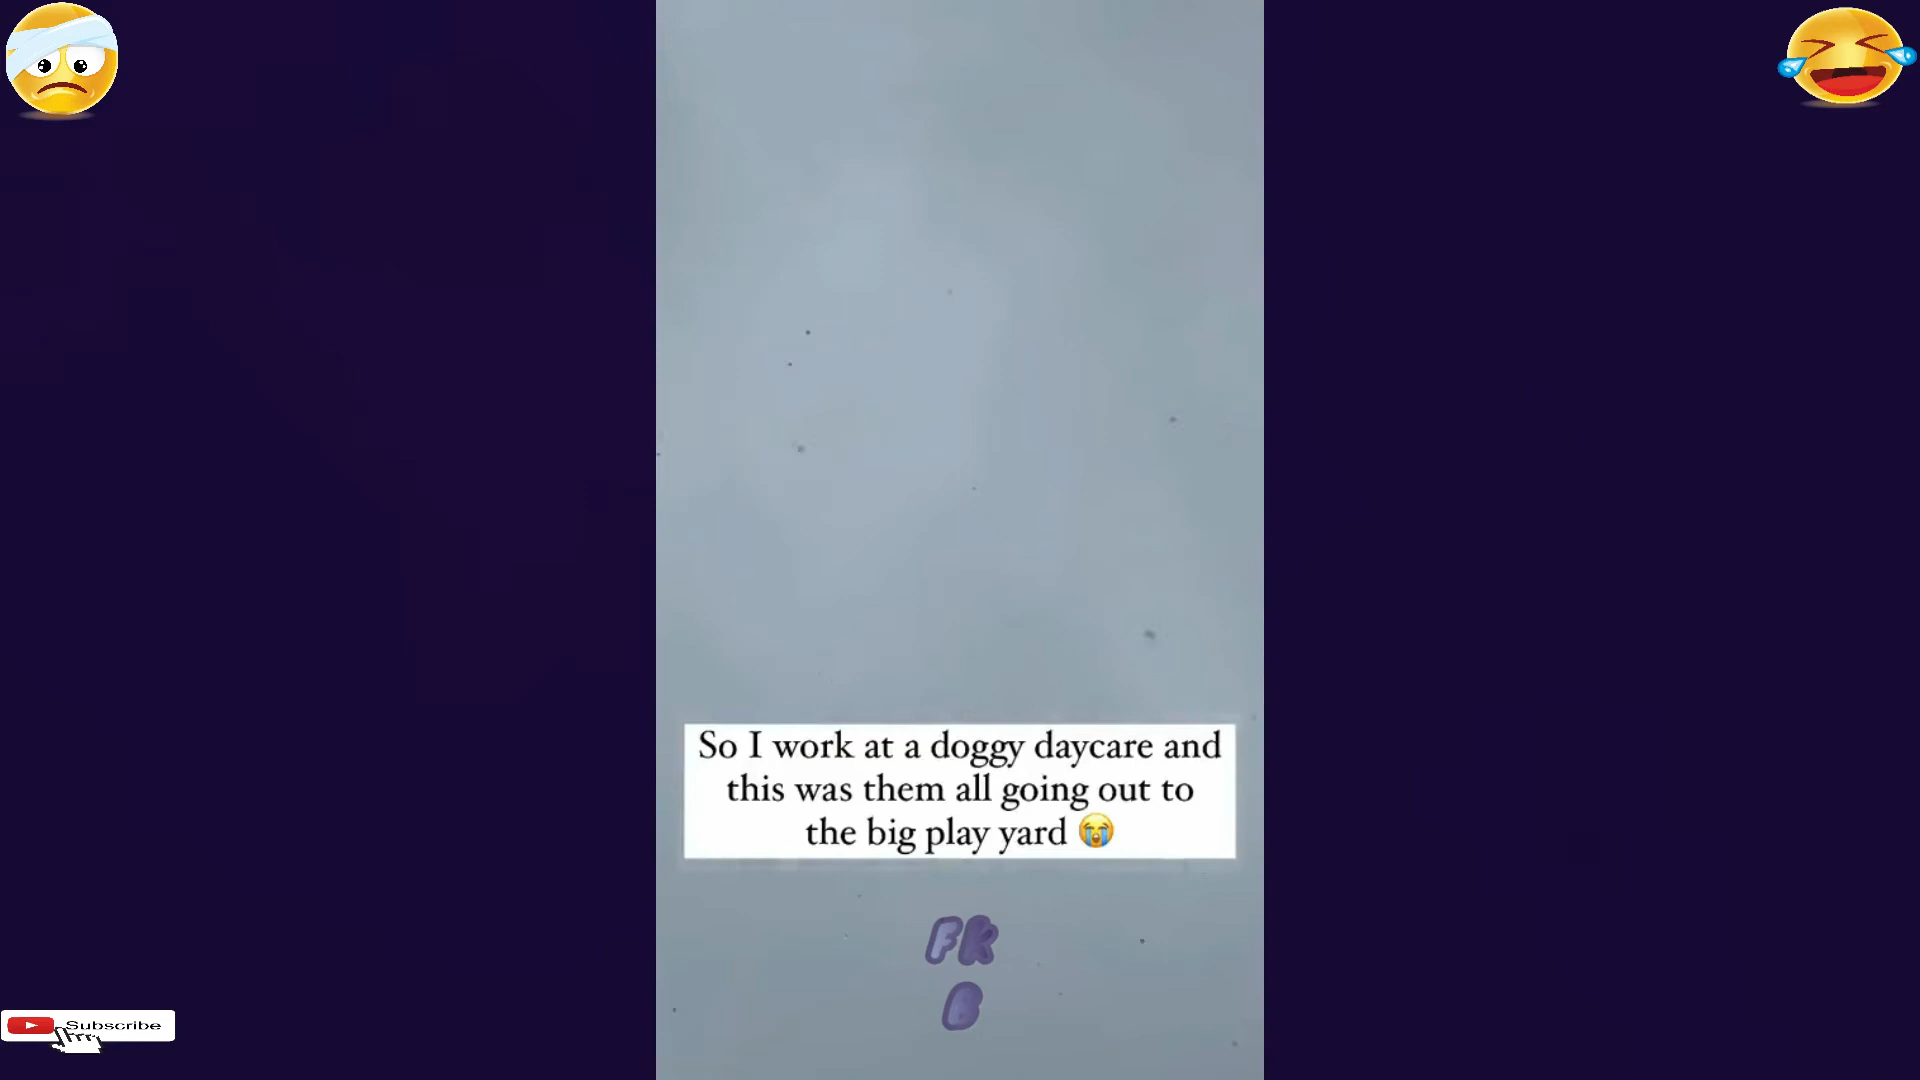 So I work at a doggy daycare and
this was them all going out to
the big play yard 😭
FK
B
Subscribe